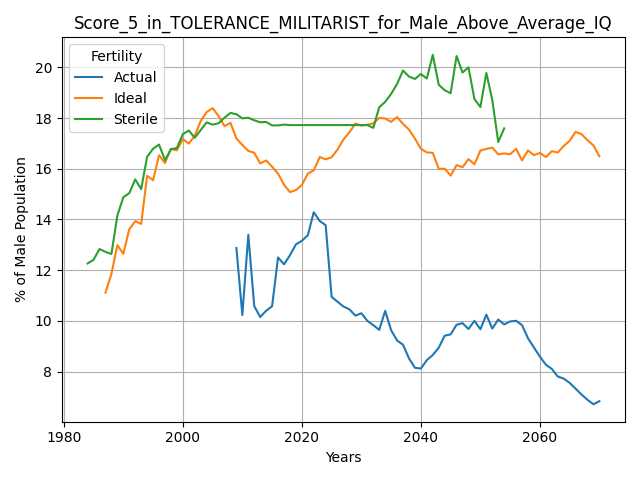 Score_5_in_TOLERANCE_MILITARIST_for_Male_Above_Average_IQ
Fertility
Actual
Ideal
Sterile
% of Male Population
20
18
16
14
12
10
8
1980
2000
2020
2040
2060
Years